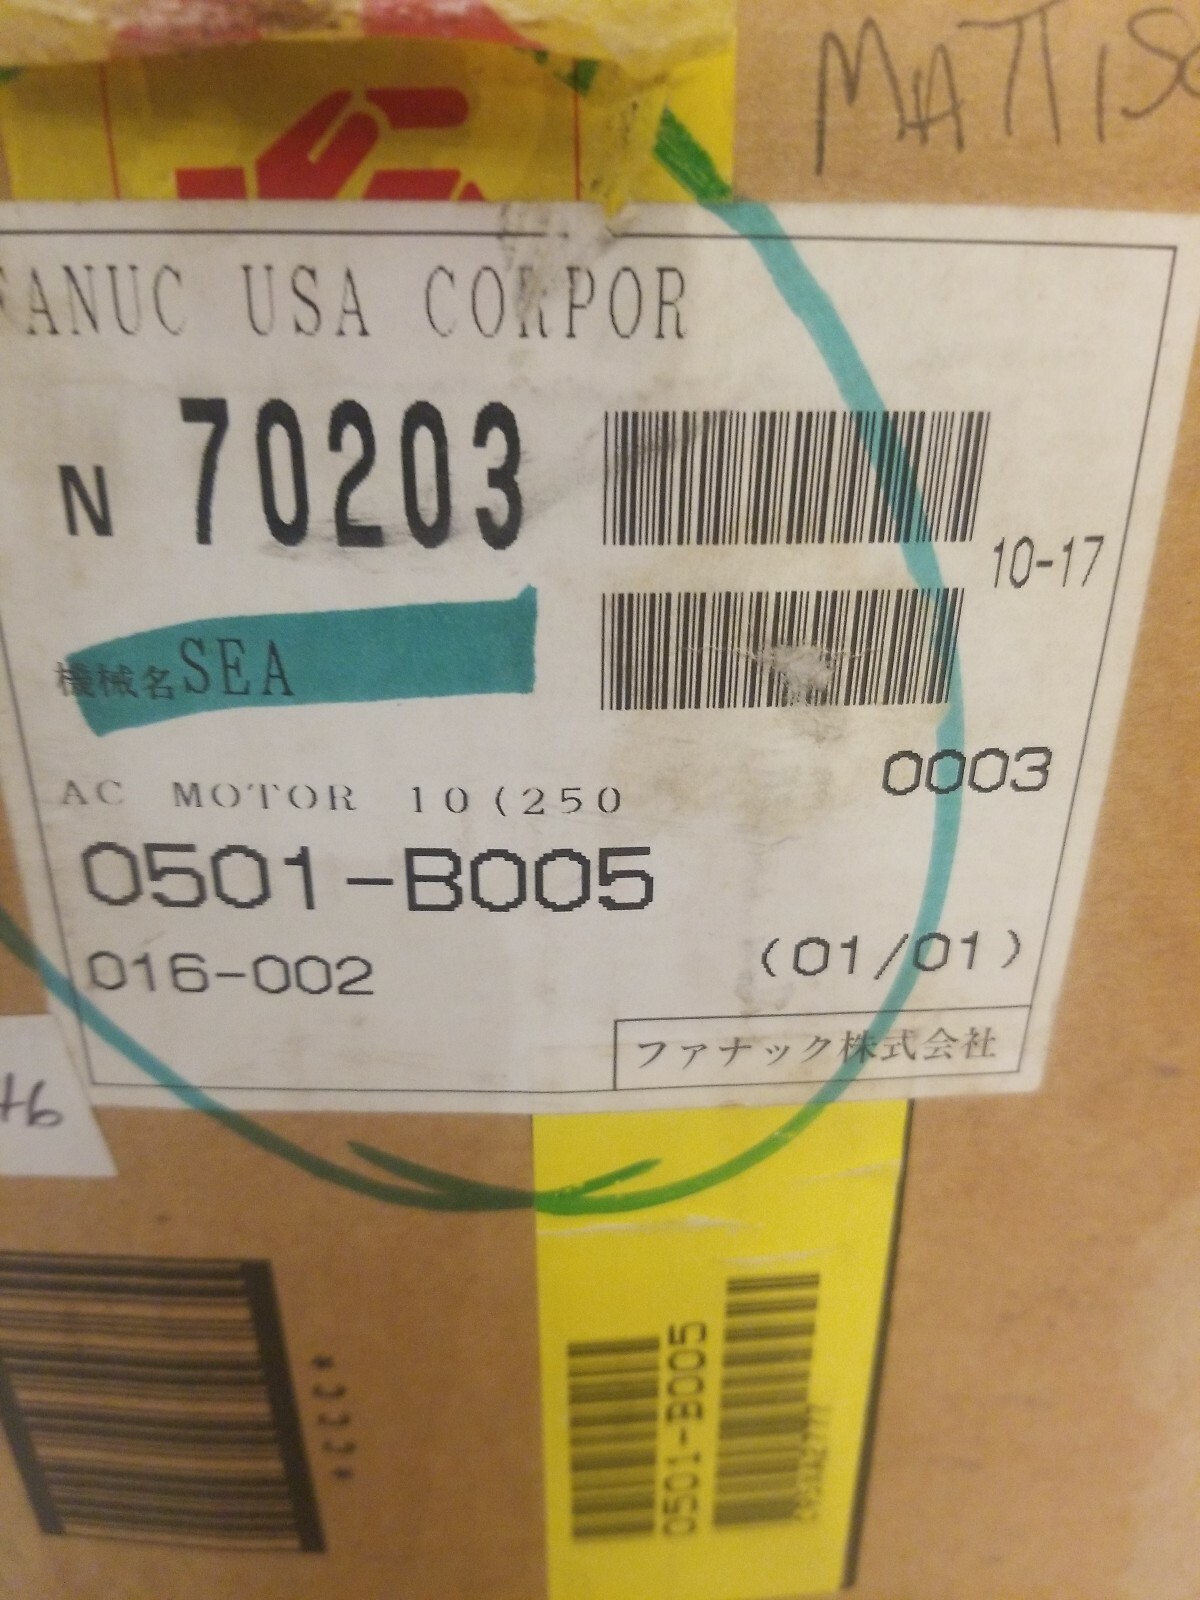 MATTISO
FANUC USA CORPOR
N 70203
10-17
機械名SEA
0003
AC MOTOR 10(250
0501-B005
016-002
(01/01)
ファナック株式会社
0501-B005